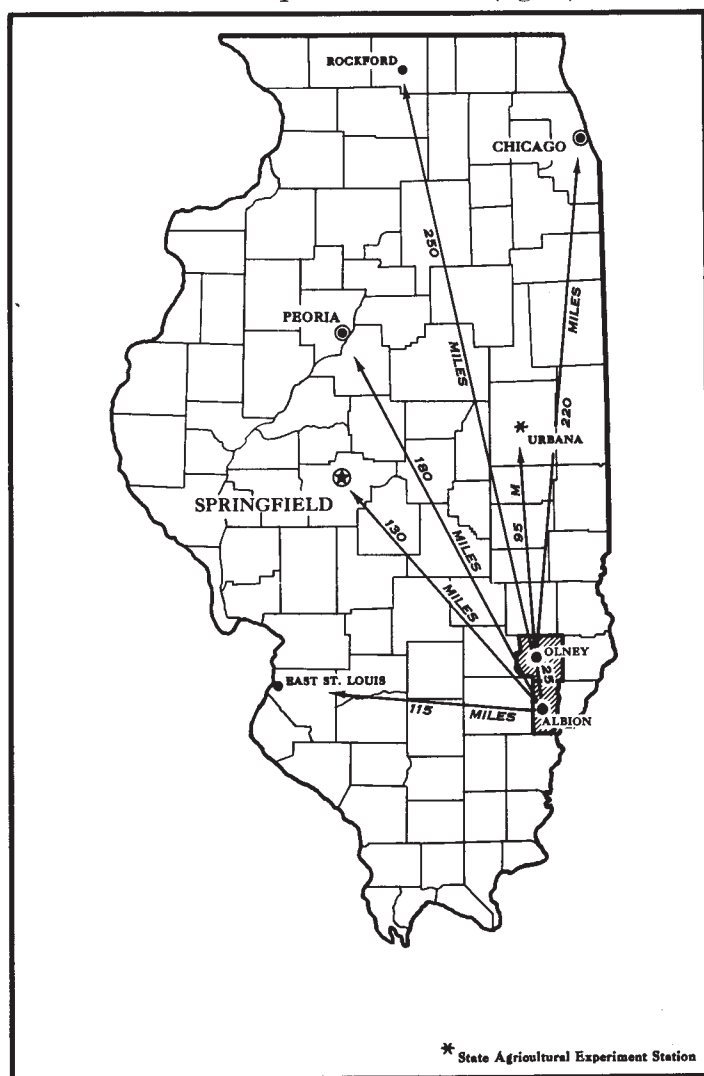 ROCKFORD
CHICAGO
250
MILES
PEORIA
MILES
220
URBANA
180
MILES
95 M
SPRINGFIELD
130
MILES
OLNEY
25
EAST ST. LOUIS
115 MILES
ALBION
* State Agricultural Experiment Station